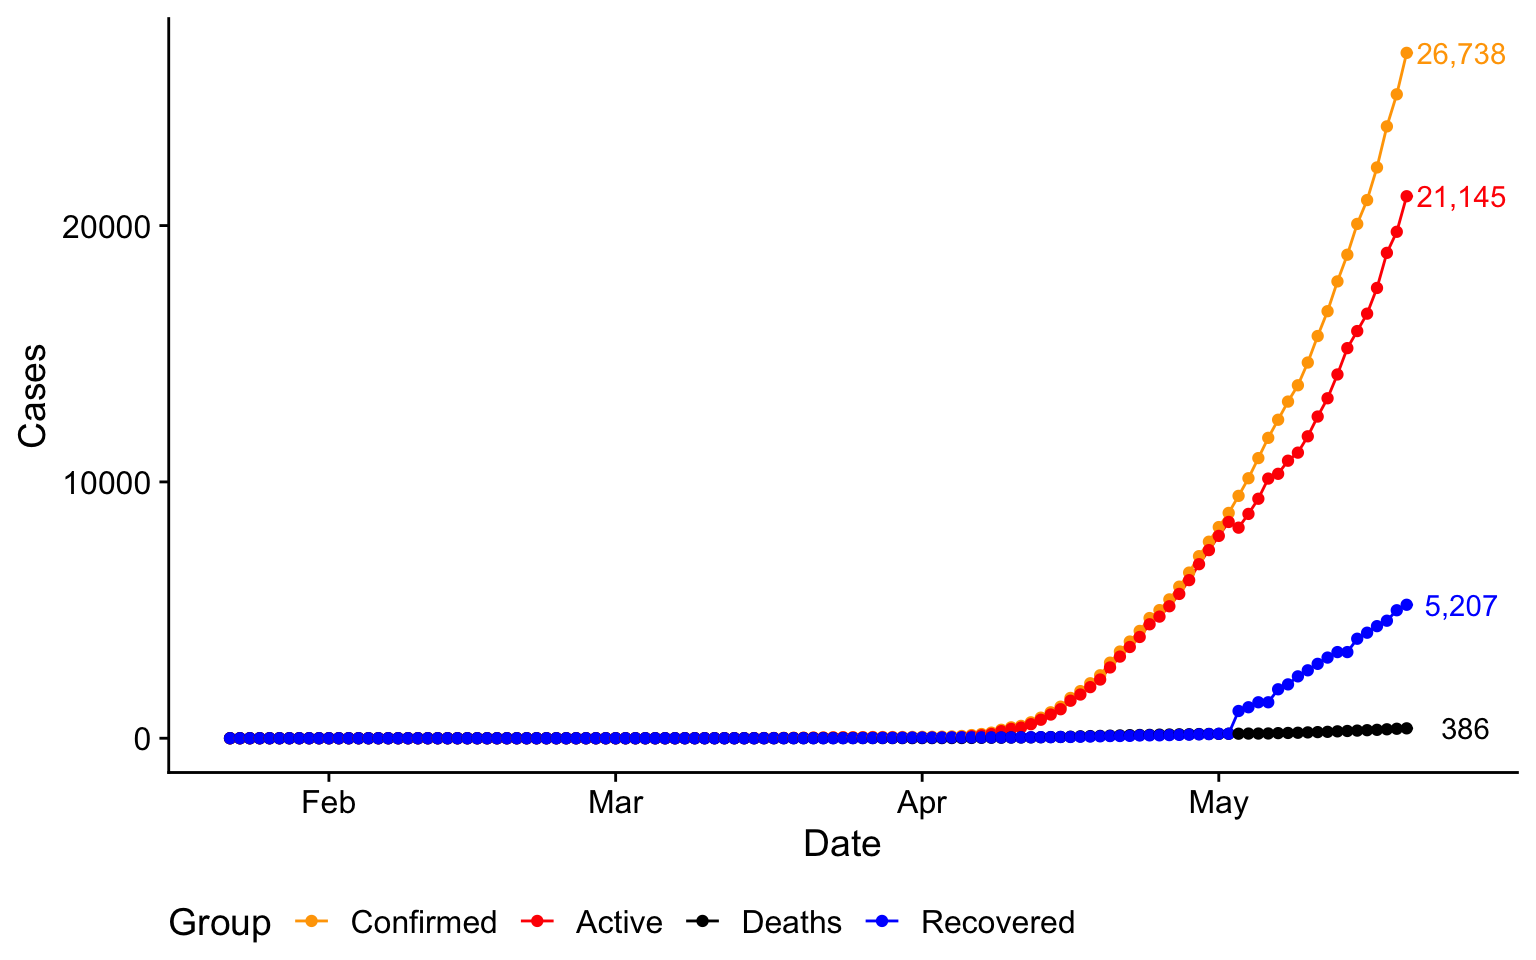 26,738
21,145
20000
10000
5,207
386
0
Cases
Feb Mar Apr May
Date
Group Confirmed Active Deaths Recovered